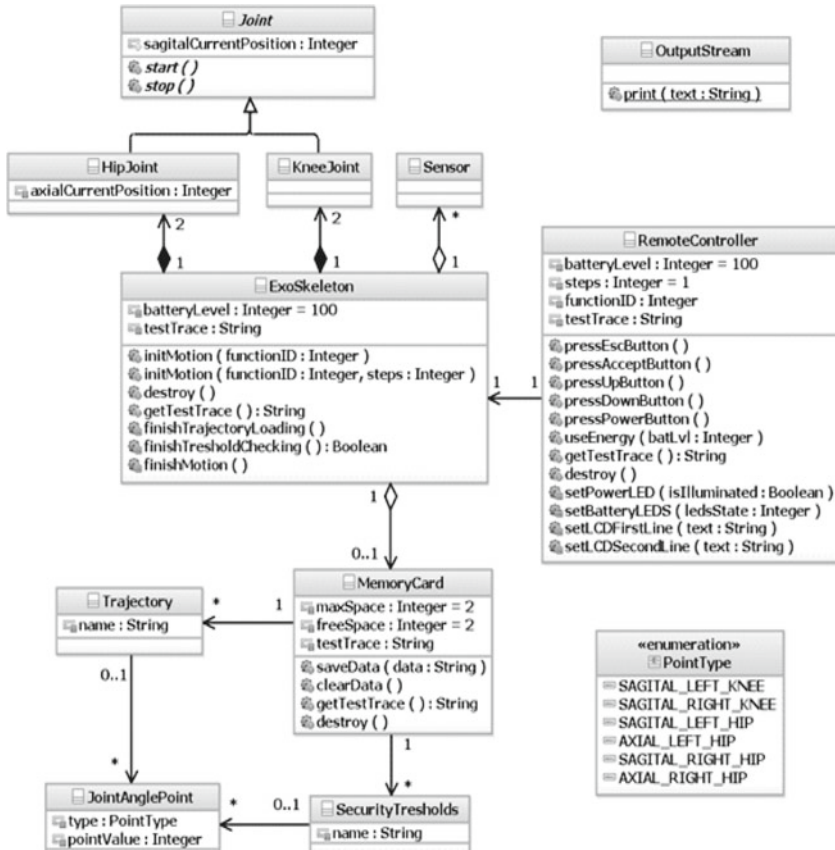 Joint
sagitalCurrentPosition : Integer
start ( )
stop ( )
OutputStream
print ( text : String )
HipJoint
axialCurrentPosition : Integer
KneeJoint
Sensor
2
2
*
1
1
1
ExoSkeleton
batteryLevel : Integer = 100
testTrace : String
initMotion ( functionID : Integer )
initMotion ( functionID : Integer, steps : Integer )
destroy ( )
getTestTrace ( ) : String
finishTrajectoryLoading ( )
finishTresholdChecking ( ) : Boolean
finishMotion ( )
RemoteController
batteryLevel : Integer = 100
steps : Integer = 1
functionID : Integer
testTrace : String
pressEscButton ( )
pressAcceptButton ( )
pressUpButton ( )
pressDownButton ( )
pressPowerButton ( )
useEnergy ( batLvl : Integer )
getTestTrace ( ) : String
destroy ( )
setPowerLED ( isIlluminated : Boolean )
setBatteryLEDS ( ledsState : Integer )
setLCDFirstLine ( text : String )
setLCDSecondLine ( text : String )
1 1
1
0..1
Trajectory
name : String
* 1
MemoryCard
maxSpace : Integer = 2
freeSpace : Integer = 2
testTrace : String
saveData ( data : String )
clearData ( )
getTestTrace ( ) : String
destroy ( )
«enumeration»
PointType
SAGITAL_LEFT_KNEE
SAGITAL_RIGHT_KNEE
SAGITAL_LEFT_HIP
AXIAL_LEFT_HIP
SAGITAL_RIGHT_HIP
AXIAL_RIGHT_HIP
0..1
*
1
*
JointAnglePoint
type : PointType
pointValue : Integer
* 0..1
SecurityTresholds
name : String